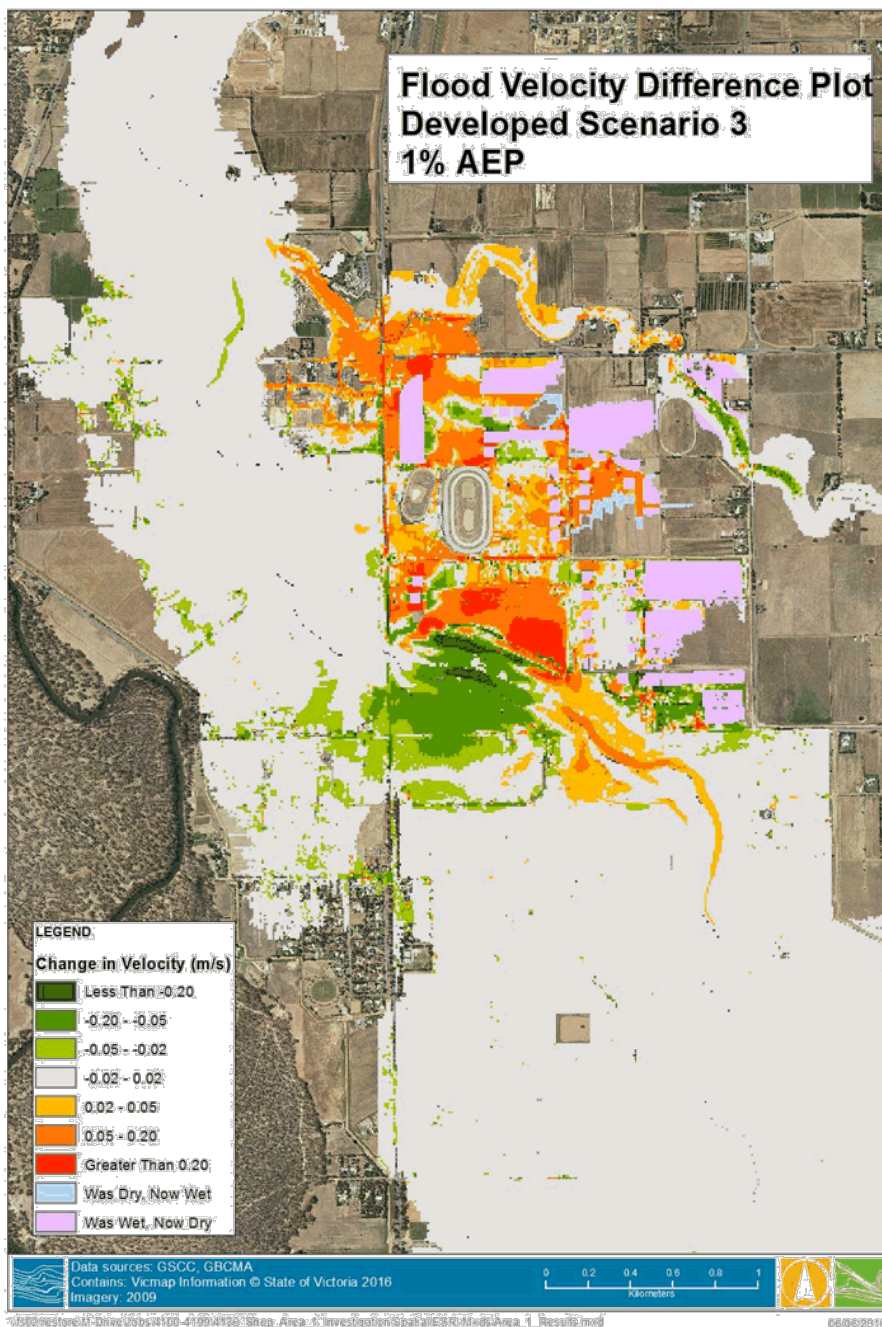 Flood Velocity Difference Plot
Developed Scenario 3
1% AEP
LEGEND
Change in Velocity (m/s)
Less Than -0.20
-0.20 - -0.05
-0.05 - -0.02
-0.02 - 0.02
0.02 - 0.05
0.05 - 0.20
Greater Than 0.20
Was Dry, Now Wet
Was Wet, Now Dry
Data sources: GSCC, GBCMA
Contains: Vicmap Information © State of Victoria 2016
Imagery: 2009
0 0.2 0.4 0.6 0.8 1
Kilometers